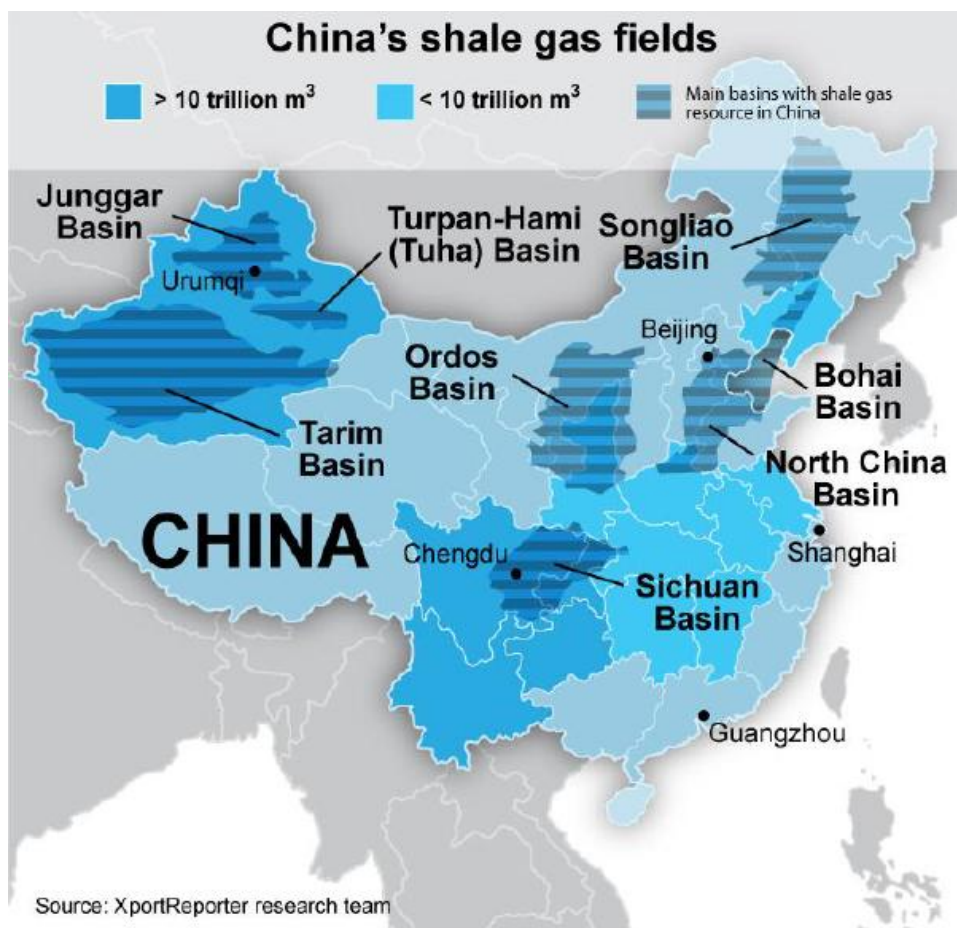 China's shale gas fields
> 10 trillion m³
< 10 trillion m³
Main basins with shale gas
resource in China
Junggar
Basin
Turpan-Hami
(Tuha) Basin
Songliao
Basin
Urumqi
Beijing
Ordos
Basin
Bohai
Basin
Tarim
Basin
North China
Basin
CHINA
Chengdu
Shanghai
Sichuan
Basin
Guangzhou
Source: XportReporter research team